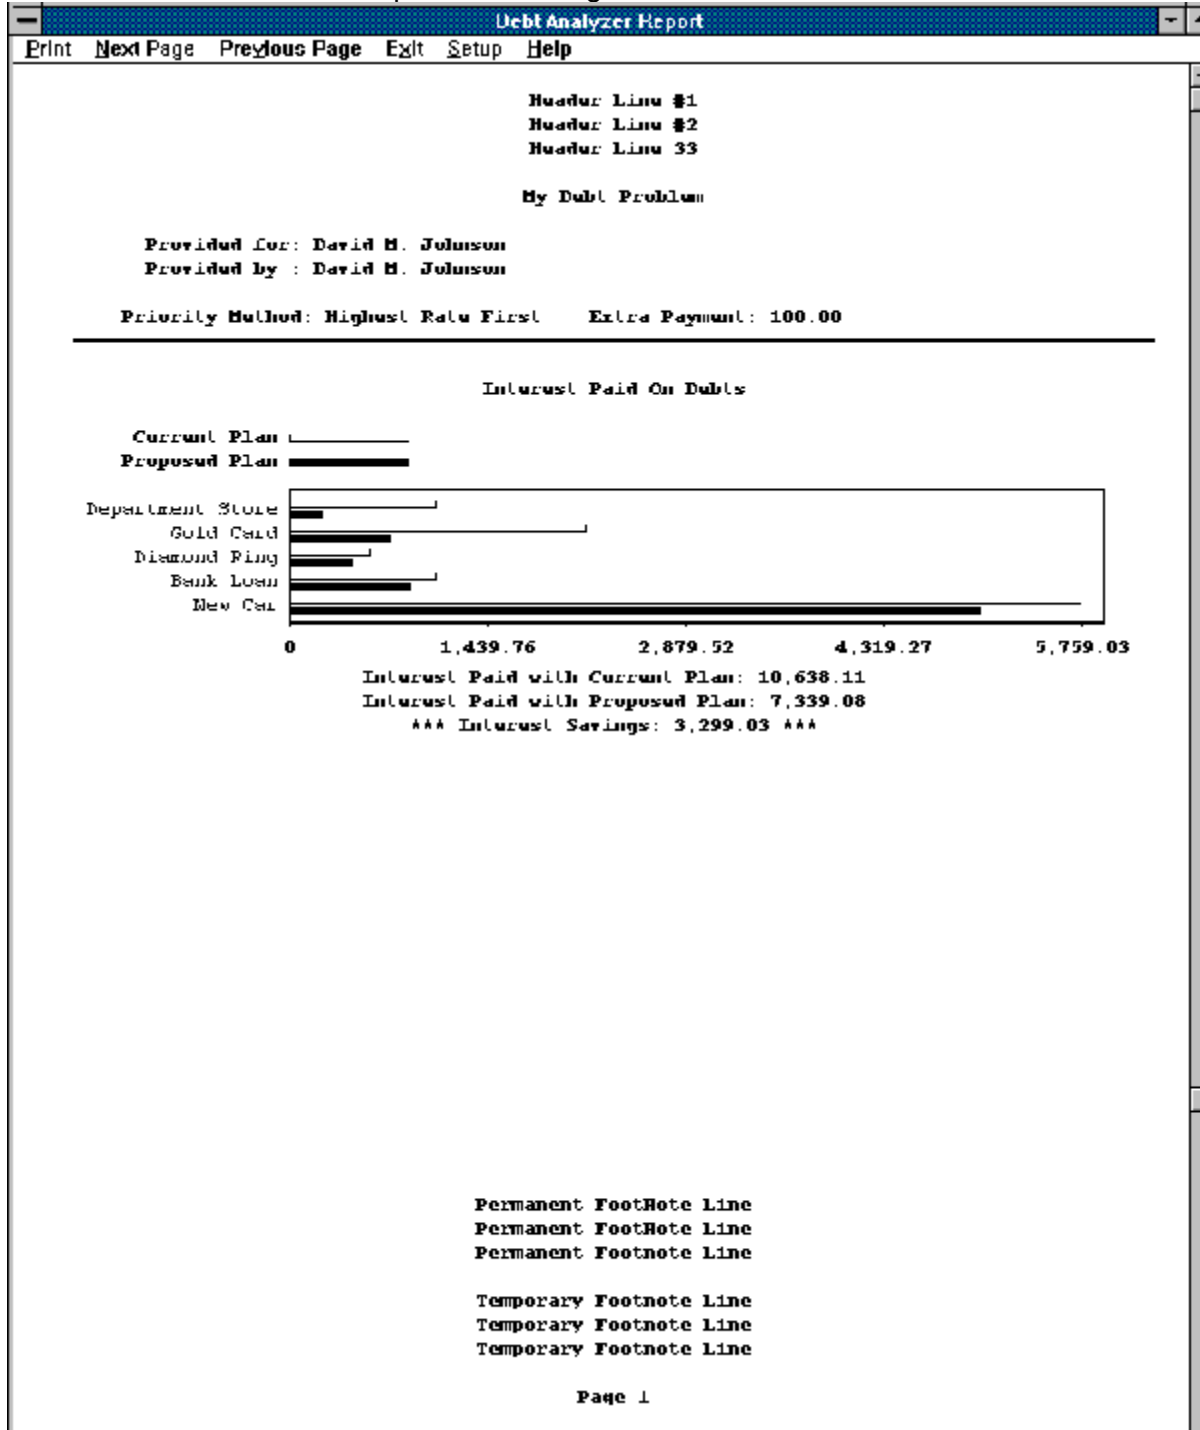 Debt Analyzer Report
Print Next Page Previous Page Exit Setup Help
Header Line #1
Header Line #2
Header Line 33
My Debt Problem
Provided for: David M. Johnson
Provided by : David M. Johnson
Priority Method: Highest Rate First Extra Payment: 100.00
Interest Paid On Debts
Current Plan
Proposed Plan
Department Store
Gold Card
Diamond Ring
Bank Loan
New Car
0 1,439.76 2,879.52 4,319.27 5,759.03
Interest Paid with Current Plan: 10,638.11
Interest Paid with Proposed Plan: 7,339.08
*** Interest Savings: 3,299.03 ***
Permanent FootNote Line
Permanent FootNote Line
Permanent Footnote Line
Temporary Footnote Line
Temporary Footnote Line
Temporary Footnote Line
Page 1